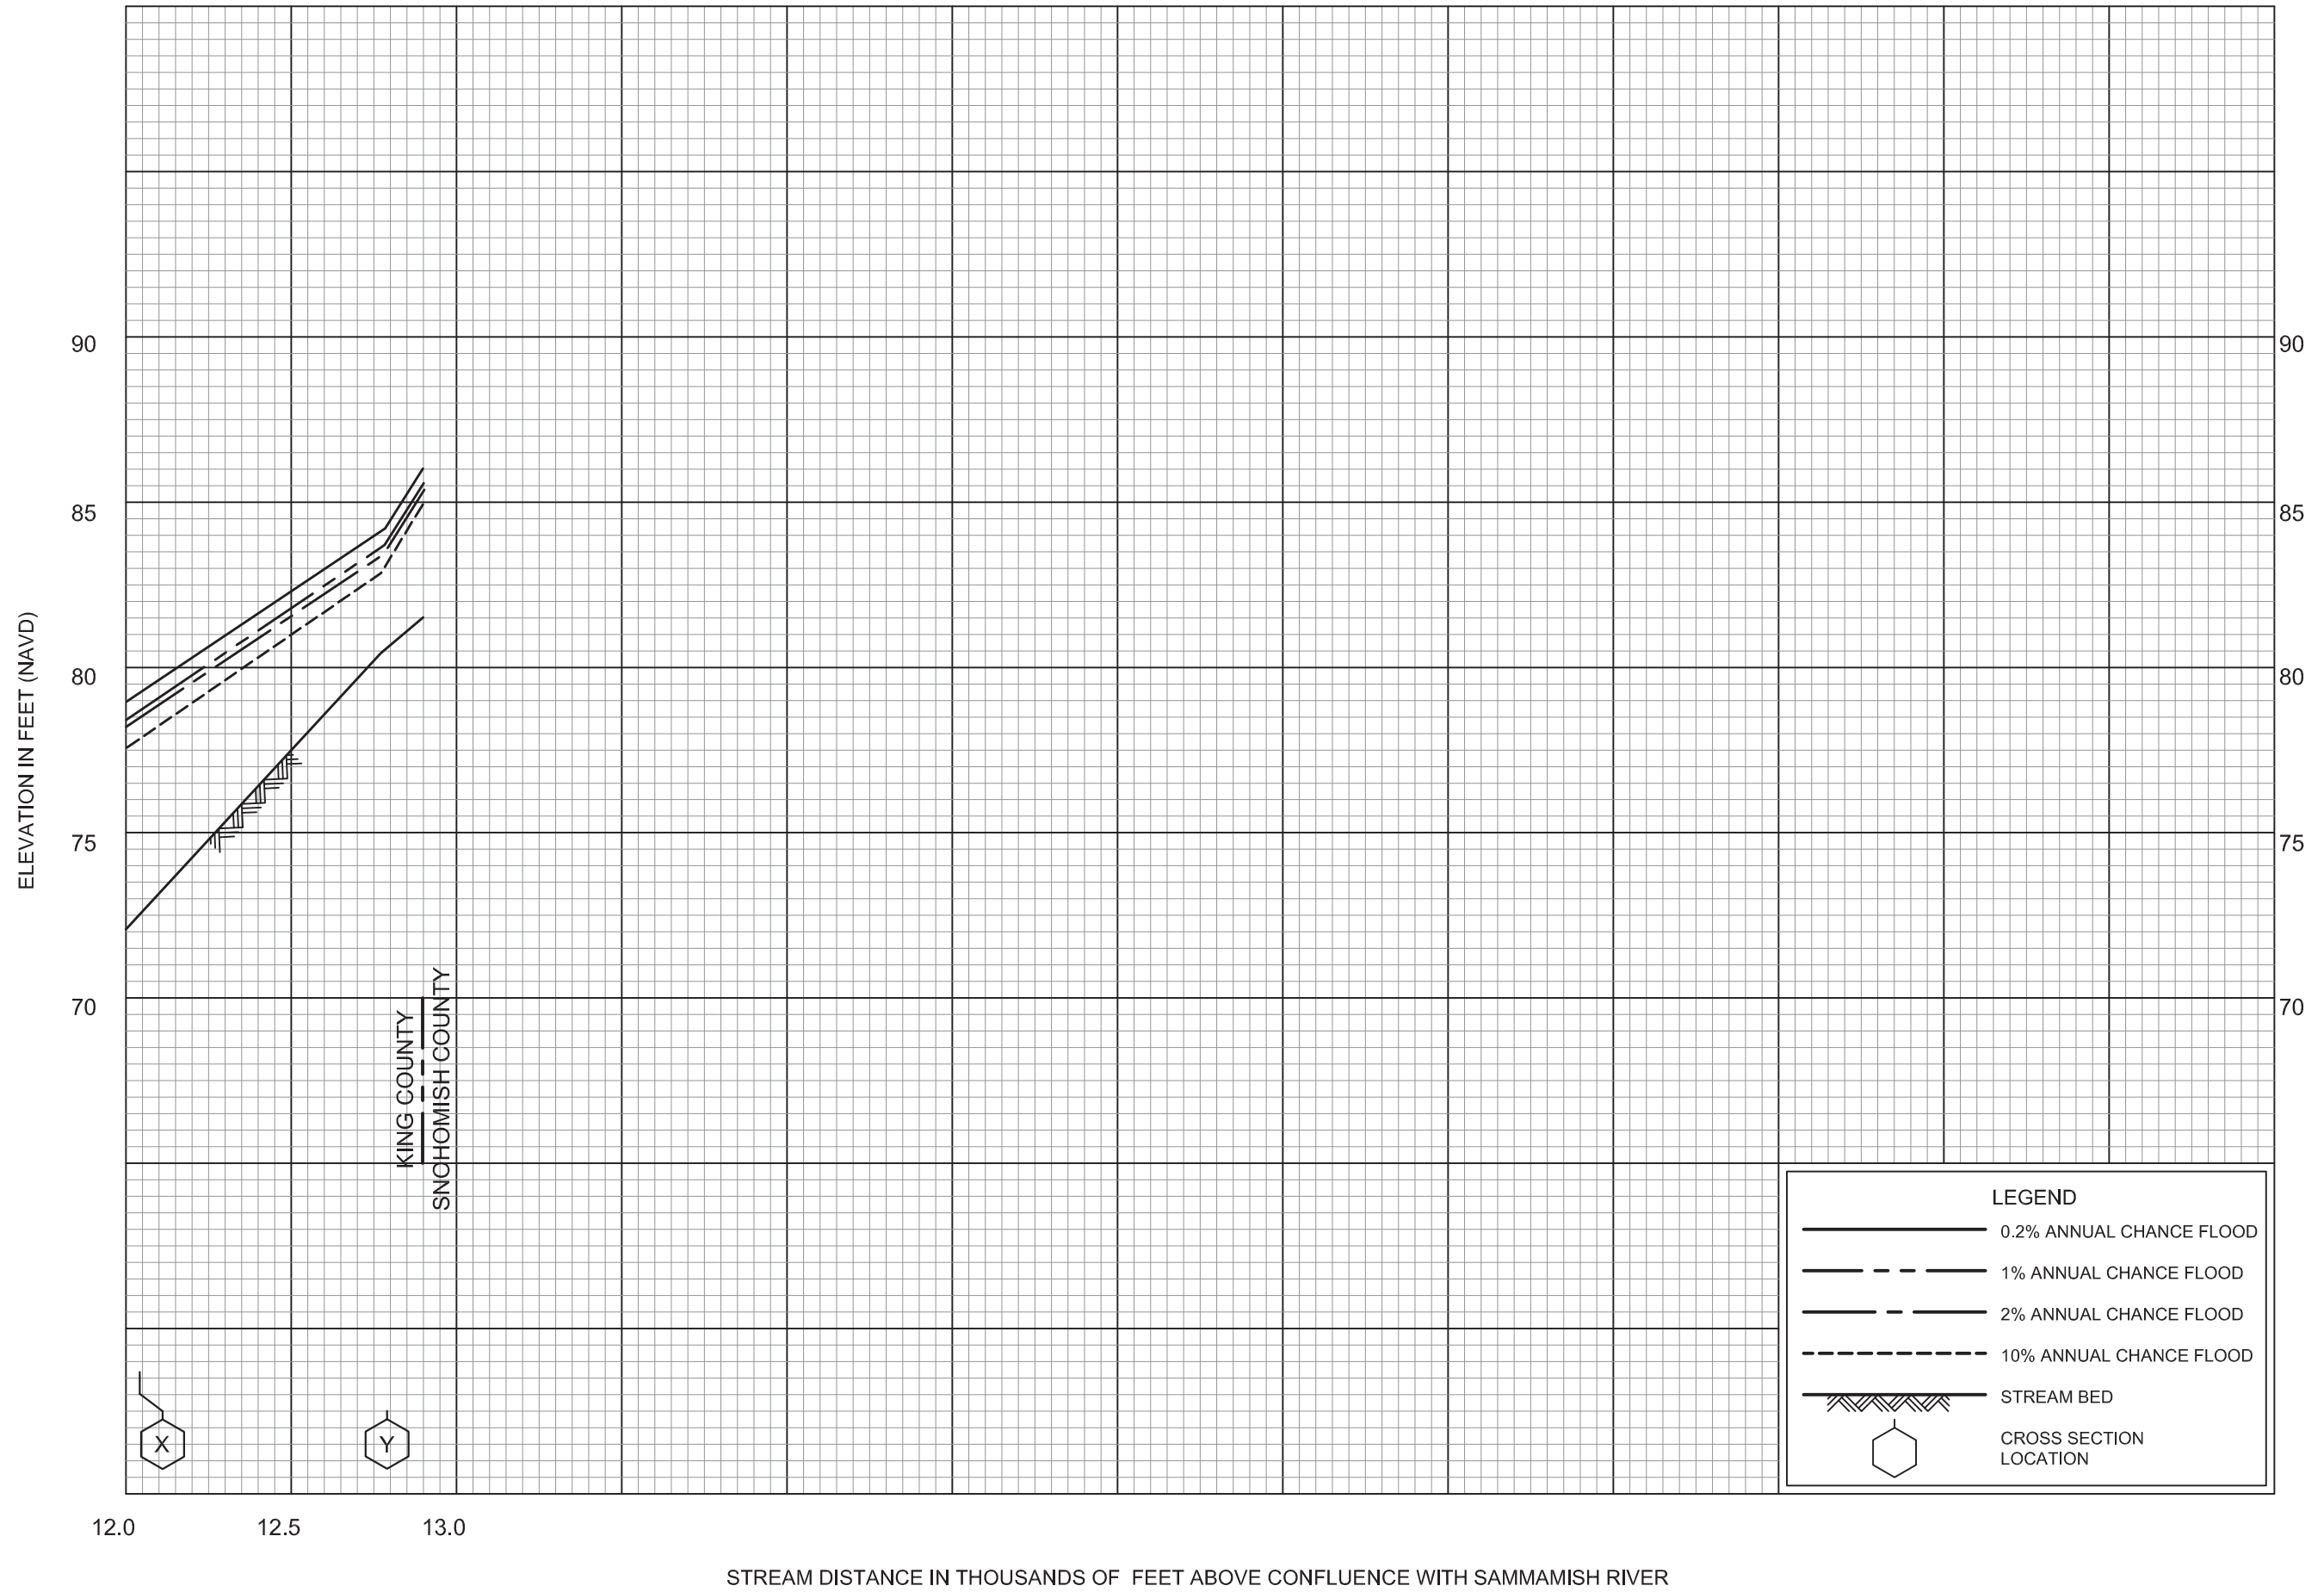 ELEVATION IN FEET (NAVD)
90
85
80
75
70
90
85
80
75
70
KING COUNTY
SNOHOMISH COUNTY
X
Y
12.0
12.5
13.0
STREAM DISTANCE IN THOUSANDS OF FEET ABOVE CONFLUENCE WITH SAMMAMISH RIVER
LEGEND
0.2% ANNUAL CHANCE FLOOD
1% ANNUAL CHANCE FLOOD
2% ANNUAL CHANCE FLOOD
10% ANNUAL CHANCE FLOOD
STREAM BED
CROSS SECTION
LOCATION